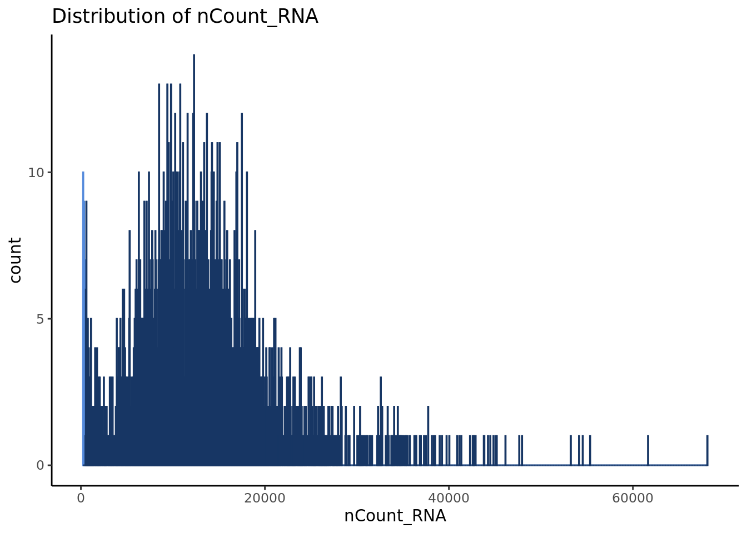 Distribution of nCount_RNA
10
5
0
count
0 20000 40000 60000
nCount_RNA